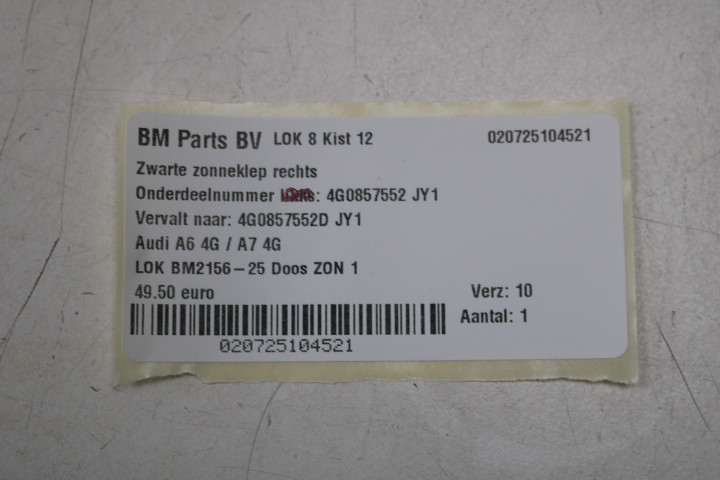 BM Parts BV LOK 8 Kist 12 020725104521
Zwarte zonneklep rechts
Onderdeelnummer : 4G0857552 JY1
Vervalt naar: 4G0857552D JY1
Audi A6 4G / A7 4G
LOK BM2156-25 Doos ZON 1
49.50 euro Verz: 10
Aantal: 1
020725104521